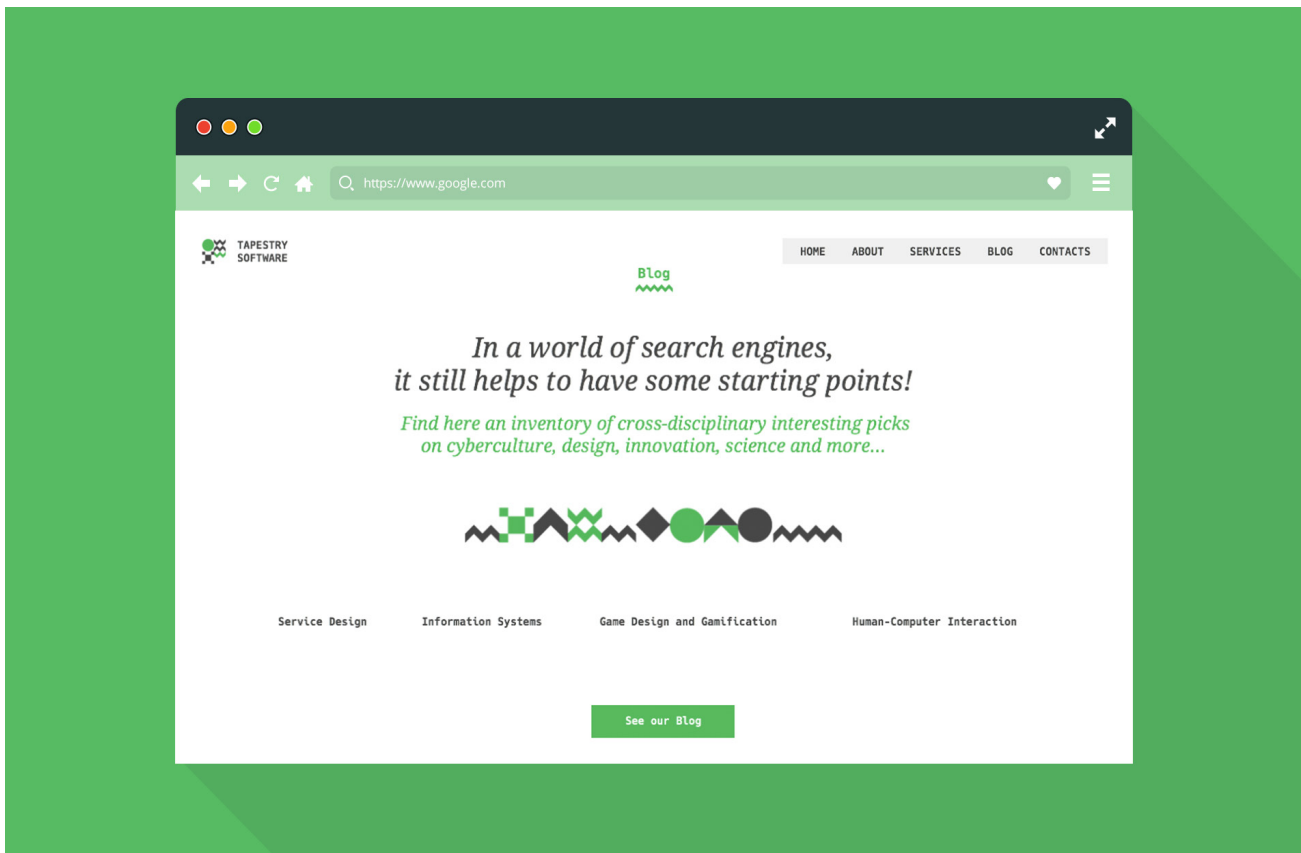 https://www.google.com
TAPESTRY
SOFTWARE
HOME ABOUT SERVICES BLOG CONTACTS
Blog
In a world of search engines,
it still helps to have some starting points!
Find here an inventory of cross-disciplinary interesting picks
on cyberculture, design, innovation, science and more...
Service Design Information Systems Game Design and Gamification Human-Computer Interaction
See our Blog